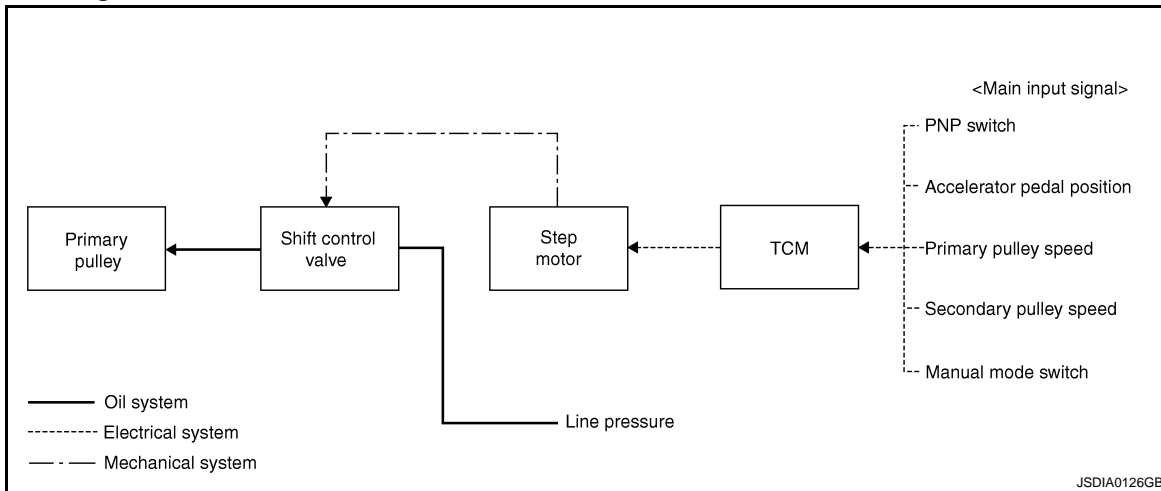 <Main input signal>
PNP switch
Accelerator pedal position
Primary
pulley
Shift control
valve
Step
motor
TCM
Primary pulley speed
Secondary pulley speed
Manual mode switch
Oil system
Line pressure
Electrical system
Mechanical system
JSDIA0126GB